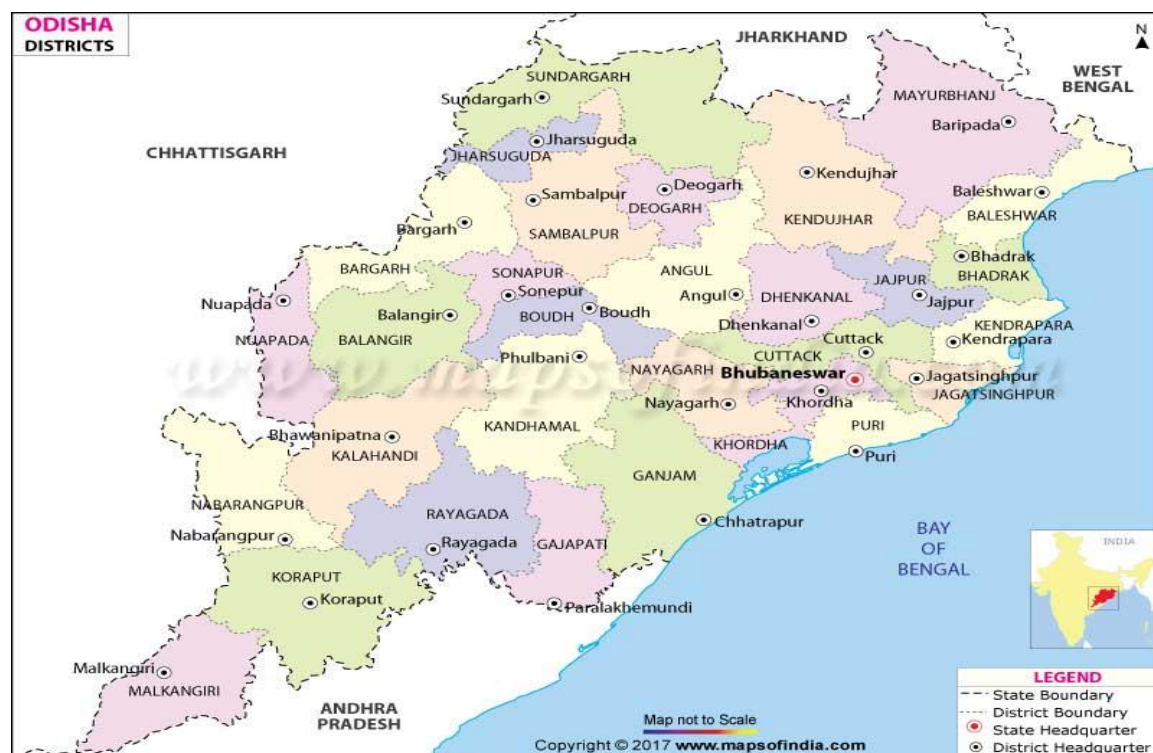 ODISHA
DISTRICTS
JHARKHAND
N
WEST
BENGAL
SUNDARGARH
MAYURBHANJ
Sundargarh
Baripada
CHHATTISGARH
Jharsuguda
JHARSUGUDA
Kendujhar
Sambalpur
Deogarh
Baleshwar
DEOGARH
BALESHWAR
KENDUJHAR
Bargarh
SAMBALPUR
Bhadrak
BARGARH
SONAPUR
ANGUL
JAJPUR
BHADRAK
Nuapada
Sonepur
Angul
DHENKANAL
Jajpur
Balangir
BOUDH
Boudh
Dhenkanal
KENDRAPARA
NUAPADA
BALANGIR
Cuttack
Kendrapara
Phulbani
CUTTACK
www.mapsofindia.com
NAYAGARH
Bhubaneswar
Jagatsinghpur
Khordha
JAGATSINGHPUR
Nayagarh
KANDHAMAL
PURI
Bhawanipatna
KHORDHA
KALAHANDI
Puri
GANJAM
NABARANGPUR
RAYAGADA
Chhatrapur
Nabarangpur
Rayagada
GAJAPATI
BAY
OF
BENGAL
INDIA
KORAPUT
Koraput
Paralakhemundi
Malkangiri
MALKANGIRI
ANDHRA
PRADESH
LEGEND
State Boundary
District Boundary
State Headquarter
District Headquarter
Map not to Scale
Copyright © 2017 www.mapsofindia.com